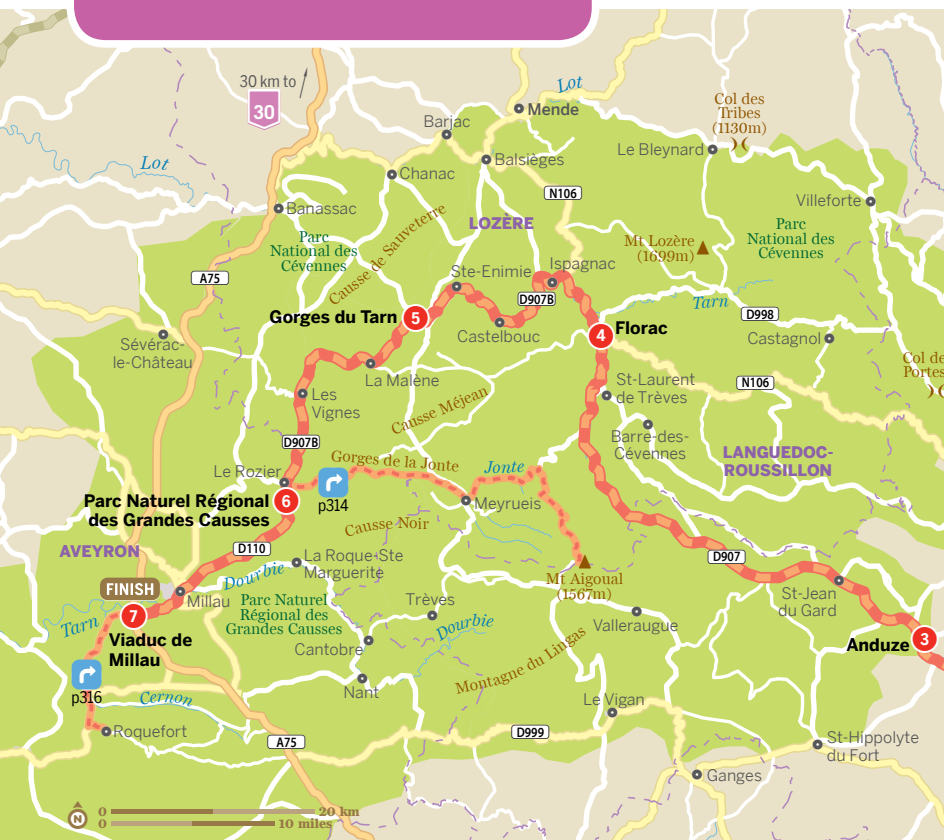 30 km to
30
Lot
Mende
Col des
Tribes
(1130m)
Barjac
Balsièges
Le Bleynard
Lot
Chanac
N106
Villeforte
Banassac
LOZÈRE
Parc
National des
Cévennes
Causse de Sauveterre
Mt Lozère
(1699m)
Parc
National des
Cévennes
A75
Ste-Enimie
Ispagnac
D907B
Tarn
D998
Gorges du Tarn
5
4
Florac
Castelbouc
Castagnol
Sévérac-
le-Château
La Malène
Col de
Portes
N106
St-Laurent
de Trèves
Les
Vignes
Causse Méjean
Barre-des-
Cévennes
D907B
LANGUEDOC-
ROUSSILLON
Gorges de la Jonte
Jonte
Le Rozier
p314
Meyrueis
Parc Naturel Régional
des Grandes Causses
6
Causse Noir
AVEYRON
D110
D907
La Roque-Ste
Marguerite
Dourbie
Mt Aigoual
(1567m)
FINISH
Millau
St-Jean
du Gard
Parc Naturel
Régional des
Grandes Causses
Trèves
7
Tarn
Viaduc de
Millau
Dourbie
Valleraugue
Anduze
3
Cantobre
Montagne du Lingas
p316
Nant
Cernon
Le Vigan
Roquefort
D999
A75
St-Hippolyte
du Fort
Ganges
N
0
20 km
0
10 miles